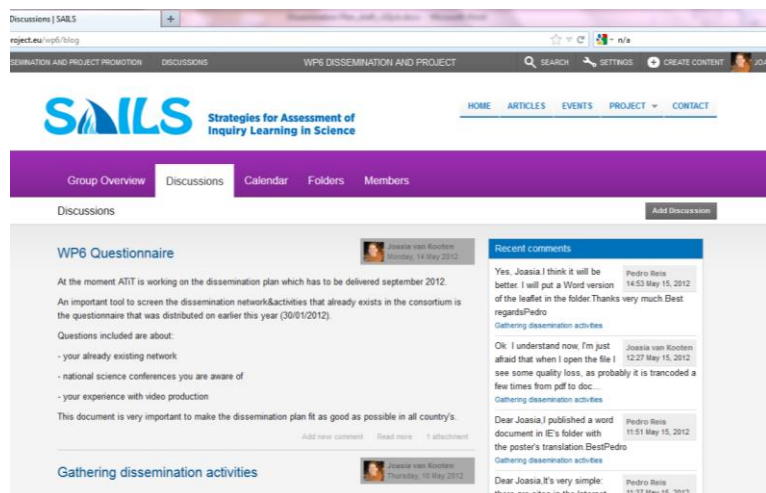 Discussions | SAILS
roject.eu/wp6/blog
n/a
SEMINATION AND PROJECT PROMOTION DISCUSSIONS WP6 DISSEMINATION AND PROJECT SEARCH SETTINGS CREATE CONTENT JOA
SAILS Strategies for Assessment of
Inquiry Learning in Science
HOME ARTICLES EVENTS PROJECT CONTACT
Group Overview Discussions Calendar Folders Members
Discussions Add Discussion
WP6 Questionnaire
Joasia van Kooten
Monday, 14 May 2012
At the moment ATiT is working on the dissemination plan which has to be delivered september 2012.
An important tool to screen the dissemination network&activities that already exists in the consortium is
the questionnaire that was distributed on earlier this year (30/01/2012).
Questions included are about:
- your already existing network
- national science conferences you are aware of
- your experience with video production
This document is very important to make the dissemination plan fit as good as possible in all country's.
Add new comment Read more 1 attachment
Gathering dissemination activities
Joasia van Kooten
Thursday, 10 May 2012
Recent comments
Yes, Joasia.I think it will be
better. I will put a Word version
of the leaflet in the folder.Thanks very much.Best
regardsPedro
Pedro Reis
14:53 May 15, 2012
Gathering dissemination activities
Ok I understand now, I'm just
afraid that when I open the file I
see some quality loss, as probably it is trancoded a
few times from pdf to doc...
Joasia van Kooten
12:27 May 15, 2012
Gathering dissemination activities
Dear Joasia,I published a word
document in IE's folder with
the poster's translation.BestPedro
Pedro Reis
11:51 May 15, 2012
Gathering dissemination activities
Dear Joasia,It's very simple:
there are sites in the Internet
Pedro Reis
11:37 May 15, 2012